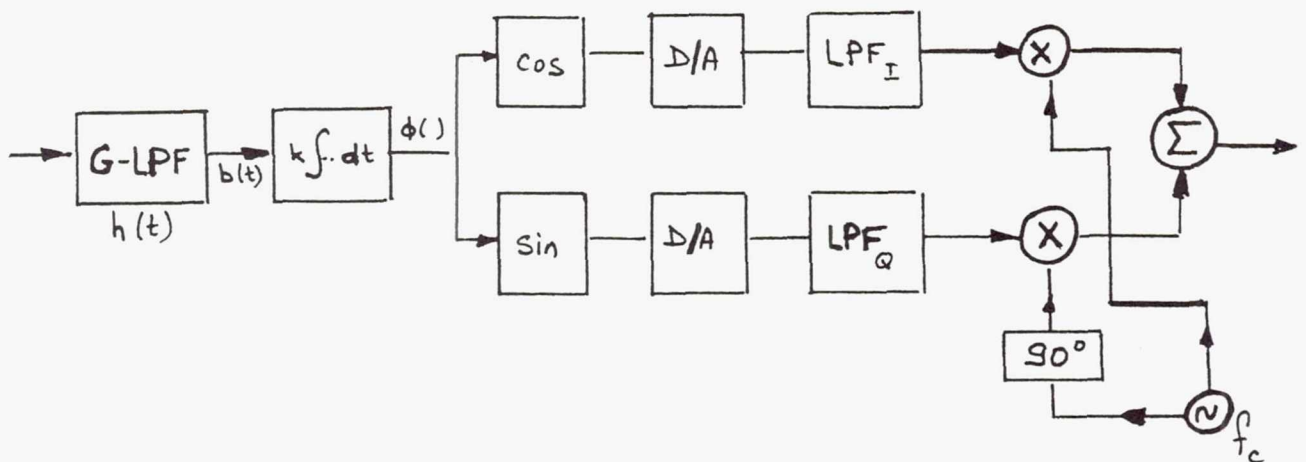 cos
D/A
LPF_I
X
G-LPF
h(t)
b(t)
k∫..dt
ϕ()
Σ
Sin
D/A
LPF_Q
X
90°
~
f_c